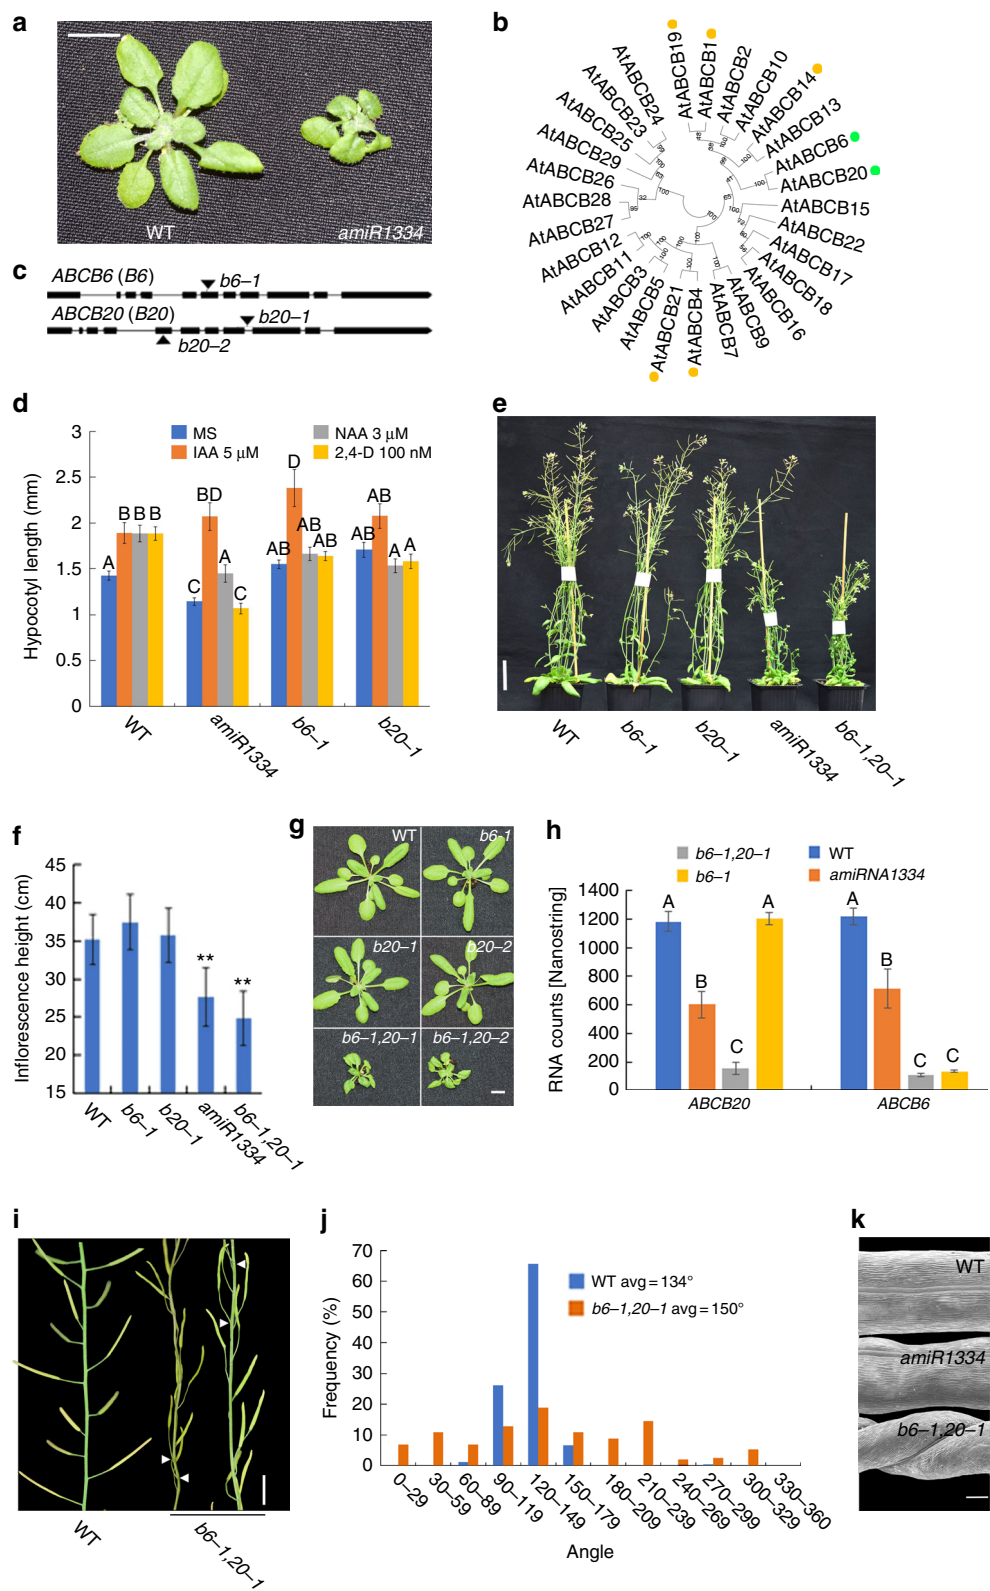 a
WT
amiR1334
b
AtABCB19
AtABCB1
AtABCB2
AtABCB10
AtABCB14
AtABCB13
AtABCB6
AtABCB20
AtABCB15
AtABCB22
AtABCB17
AtABCB18
AtABCB16
AtABCB9
AtABCB7
AtABCB4
AtABCB21
AtABCB5
AtABCB3
AtABCB11
AtABCB12
AtABCB27
AtABCB28
AtABCB26
AtABCB29
AtABCB25
AtABCB23
AtABCB24
c
ABCB6 (B6)
b6–1
ABCB20 (B20)
b20–1
b20–2
d
MS
NAA 3 μM
IAA 5 μM
2,4-D 100 nM
Hypocotyl length (mm)
3
2.5
2
1.5
1
0.5
0
A B B B
C BD A C
AB D AB AB
AB AB A A
WT
amiR1334
b6–1
b20–1
e
WT
b6–1
b20–1
amiR1334
b6–1,20–1
f
Inflorescence height (cm)
45
40
35
30
25
20
15
**
**
WT
b6–1
b20–1
amiR1334
b6–1,20–1
g
WT
b6-1
b20–1
b20–2
b6–1,20–1
b6–1,20–2
h
b6–1,20–1
WT
b6–1
amiRNA1334
RNA counts [Nanostring]
1400
1200
1000
800
600
400
200
0
A B C A
A B C C
ABCB20
ABCB6
i
WT
b6–1,20–1
j
WT avg = 134°
b6–1,20–1 avg = 150°
Frequency (%)
70
60
50
40
30
20
10
0
0–29
30–59
60–89
90–119
120–149
150–179
180–209
210–239
240–269
270–299
300–329
330–360
Angle
k
WT
amiR1334
b6–1,20–1